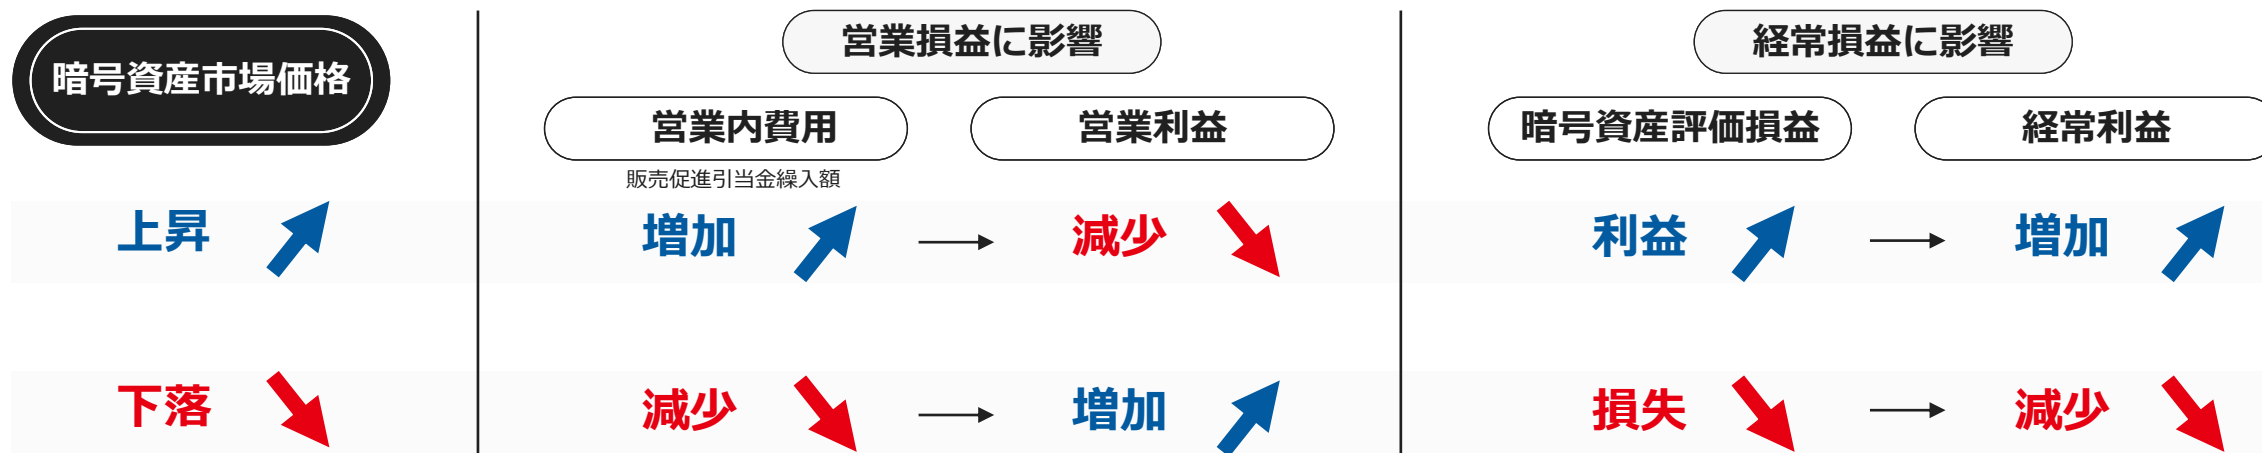 暗号資産市場価格
営業損益に影響
経常損益に影響
営業内費用
営業利益
暗号資産評価損益
経常利益
販売促進引当金繰入額
上昇
増加
減少
利益
増加
下落
減少
増加
損失
減少